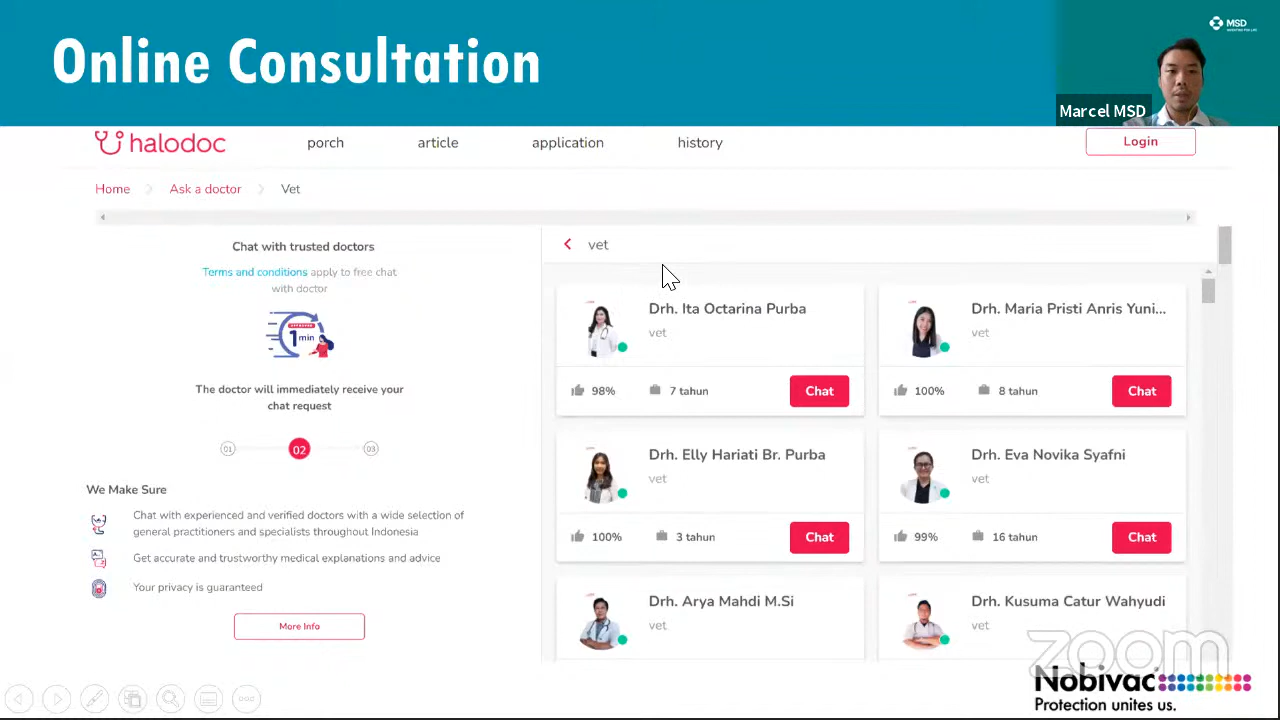 Online Consultation
MSD
Marcel MSD
halodoc
porch
article
application
history
Login
Home
Ask a doctor
Vet
Chat with trusted doctors
Terms and conditions apply to free chat
with doctor
1 min
The doctor will immediately receive your
chat request
01
02
03
We Make Sure
Chat with experienced and verified doctors with a wide selection of
general practitioners and specialists throughout Indonesia
Get accurate and trustworthy medical explanations and advice
Your privacy is guaranteed
More Info
vet
Drh. Ita Octarina Purba
vet
98%
7 tahun
Chat
Drh. Maria Pristi Anris Yuni...
vet
100%
8 tahun
Chat
Drh. Elly Hariati Br. Purba
vet
100%
3 tahun
Chat
Drh. Eva Novika Syafni
vet
99%
16 tahun
Chat
Drh. Arya Mahdi M.Si
vet
Drh. Kusuma Catur Wahyudi
vet
zoom
Nobivac
Protection unites us.